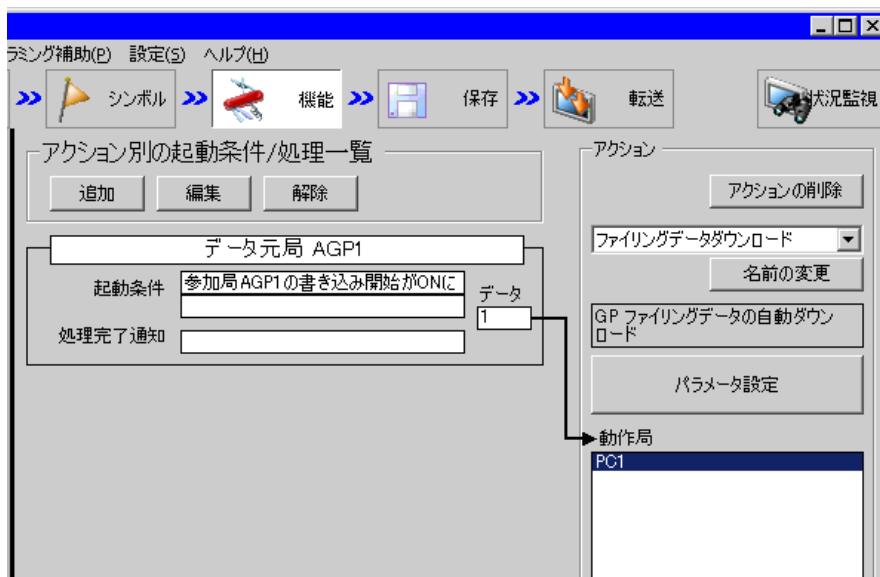 ラミング補助(P) 設定(S) ヘルプ(H)
シンボル 機能 保存 転送 状況監視
アクション別の起動条件/処理一覧
追加 編集 解除
データ元局 AGP1
起動条件
参加局AGP1の書き込み開始がON(こ
データ
1
処理完了通知
アクション
アクションの削除
ファイリングデータダウンロード
名前の変更
GP ファイリングデータの自動ダウン
ロード
パラメータ設定
動作局
PC1